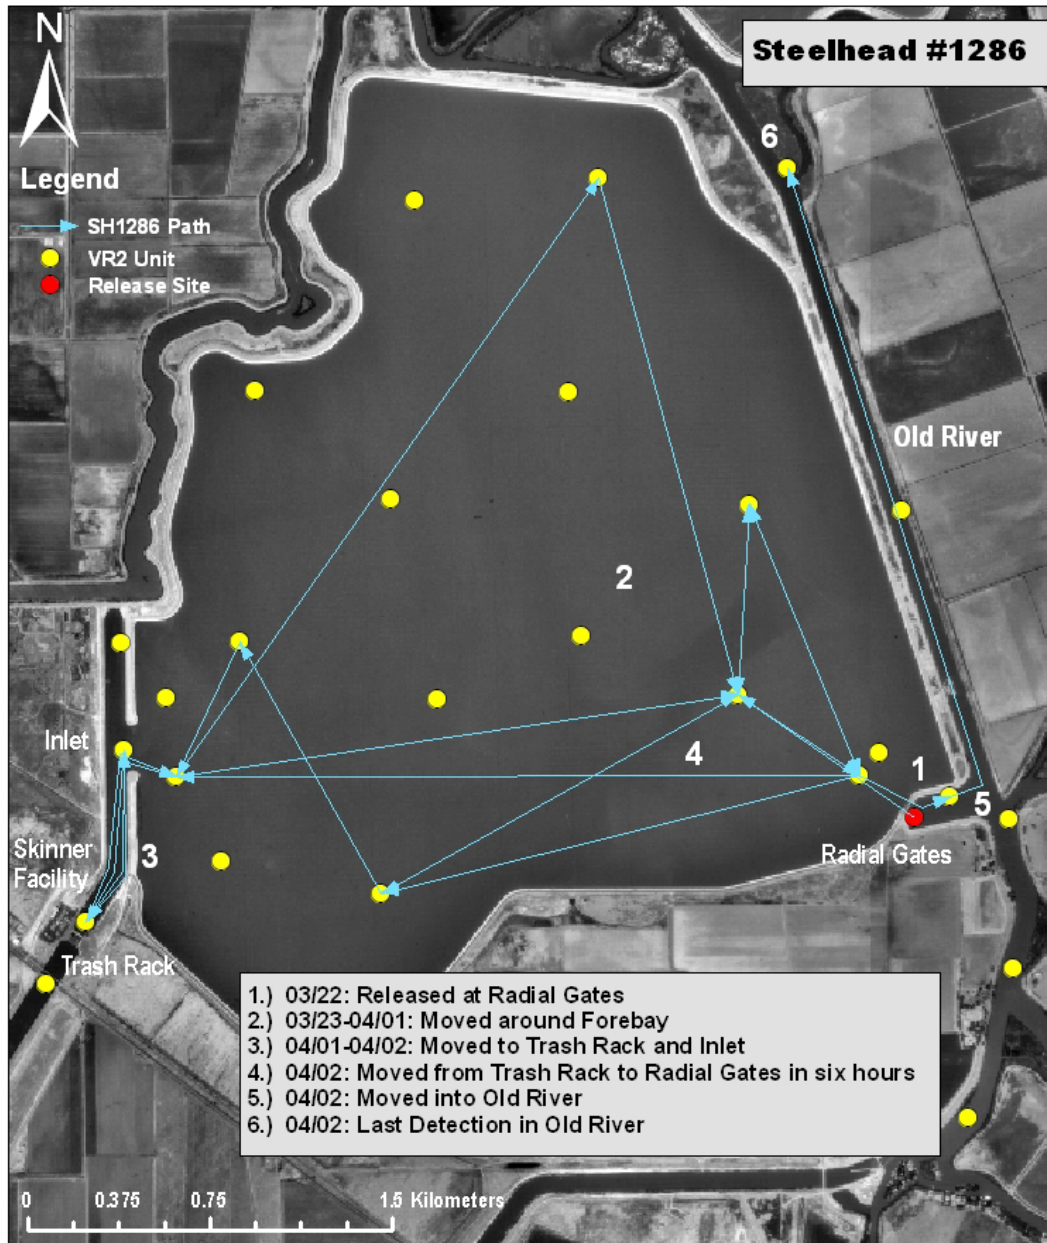 Steelhead #1286
N
6
Legend
SH1286 Path
VR2 Unit
Release Site
Old River
2
Inlet
4
1
5
Skinner
Facility
3
Radial Gates
Trash Rack
1.) 03/22: Released at Radial Gates
2.) 03/23-04/01: Moved around Forebay
3.) 04/01-04/02: Moved to Trash Rack and Inlet
4.) 04/02: Moved from Trash Rack to Radial Gates in six hours
5.) 04/02: Moved into Old River
6.) 04/02: Last Detection in Old River
0 0.375 0.75 1.5 Kilometers